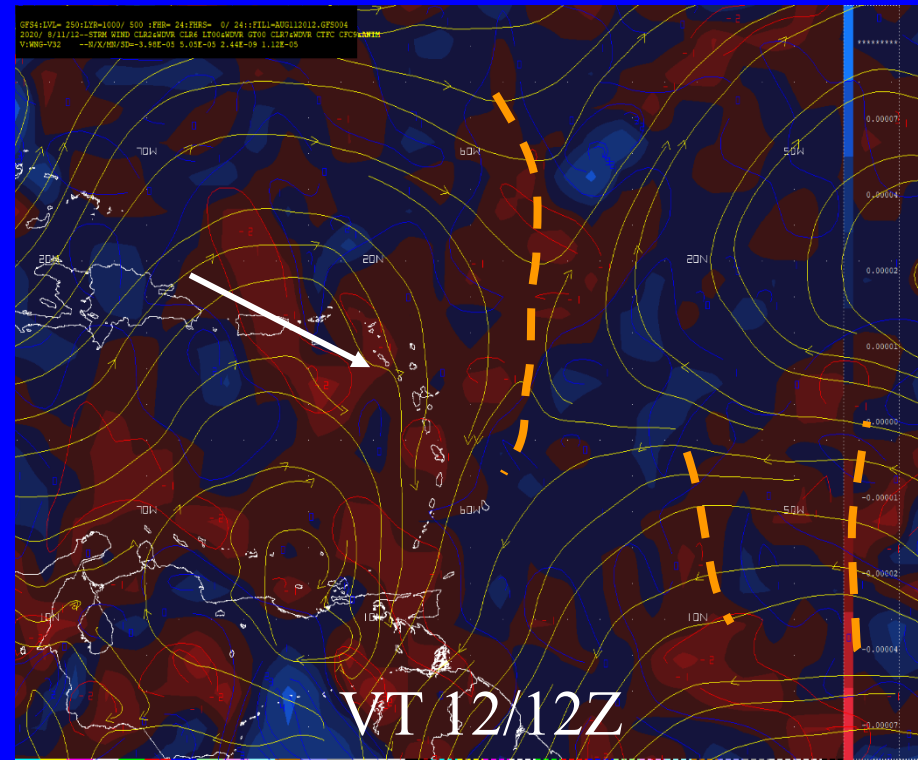 GFS4:LVL= 250:LYR=1000/ 500 :FHR= 24:FHRS= 0/ 24::FIL1=AUG112012.GFS004
2020/ 8/11/12--STRM WIND CLR2&WDVR CLR6 LT00&WDVR GT00 CLR7&WDVR CTFC CFC9&ANIM
V:WNG-V32 --N/X/MN/SD=-3.98E-05 5.05E-05 2.44E-09 1.12E-05
*********
0.00007
70W 60W 50W
0.00004
20N 20N 20N
0.00002
0.00001
0.00000
-0.00001
70W 60W 50W
-0.00002
10N 10N 10N
-0.00004
VT 12/12Z
-0.00007